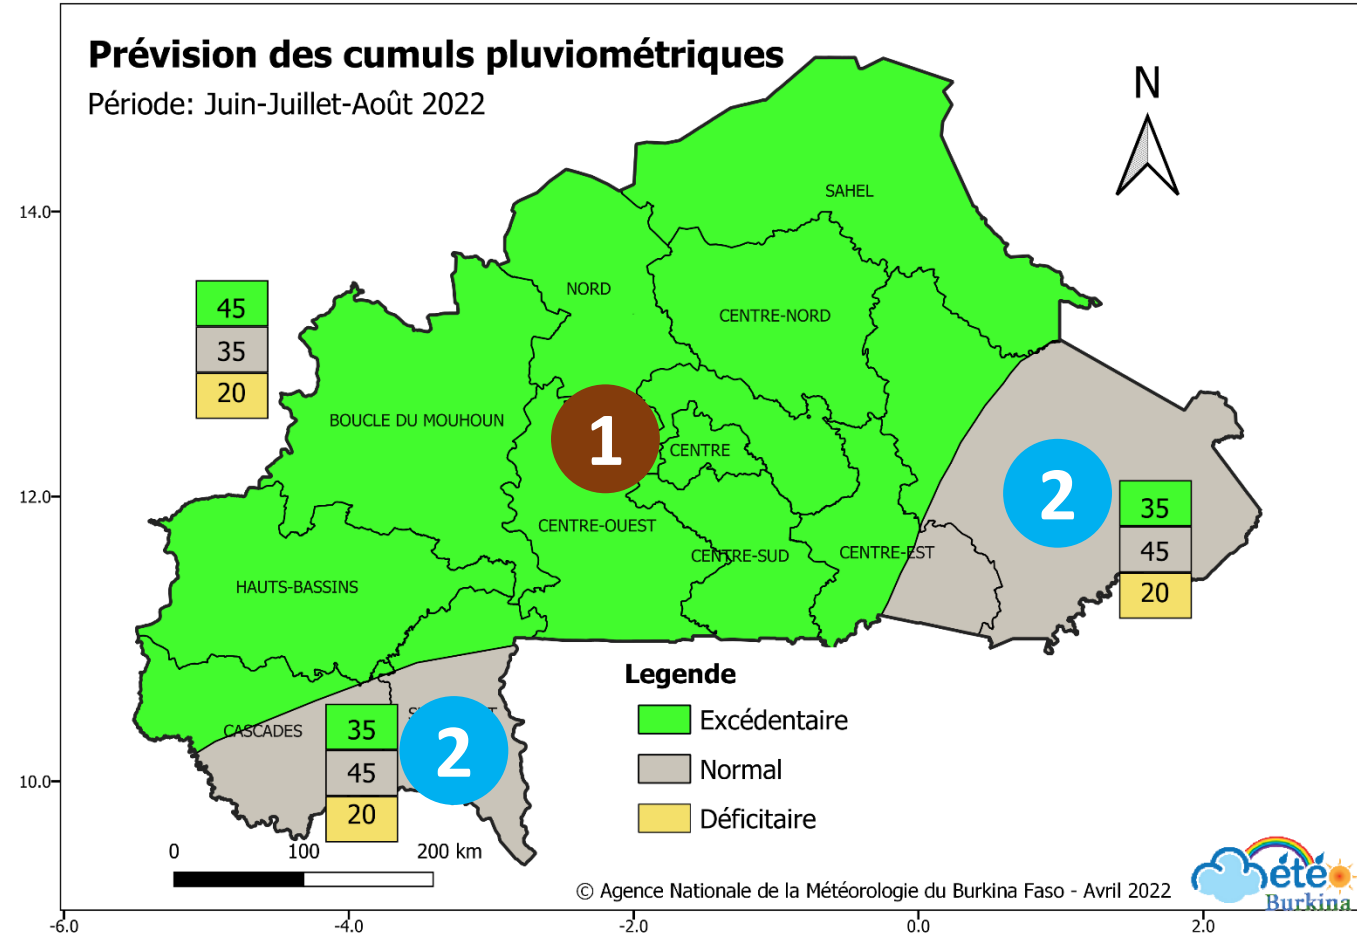 Prévision des cumuls pluviométriques
Période: Juin-Juillet-Août 2022
N
14.0
12.0
10.0
SAHEL
NORD
CENTRE-NORD
45
35
20
BOUCLE DU MOUHOUN
1
CENTRE
2
35
45
20
CENTRE-OUEST
CENTRE-SUD
CENTRE-EST
HAUTS-BASSINS
CASCADES
35
45
20
2
Legende
Excédentaire
Normal
Déficitaire
0 100 200 km
© Agence Nationale de la Météorologie du Burkina Faso - Avril 2022
été
Burkina
-6.0 -4.0 -2.0 0.0 2.0